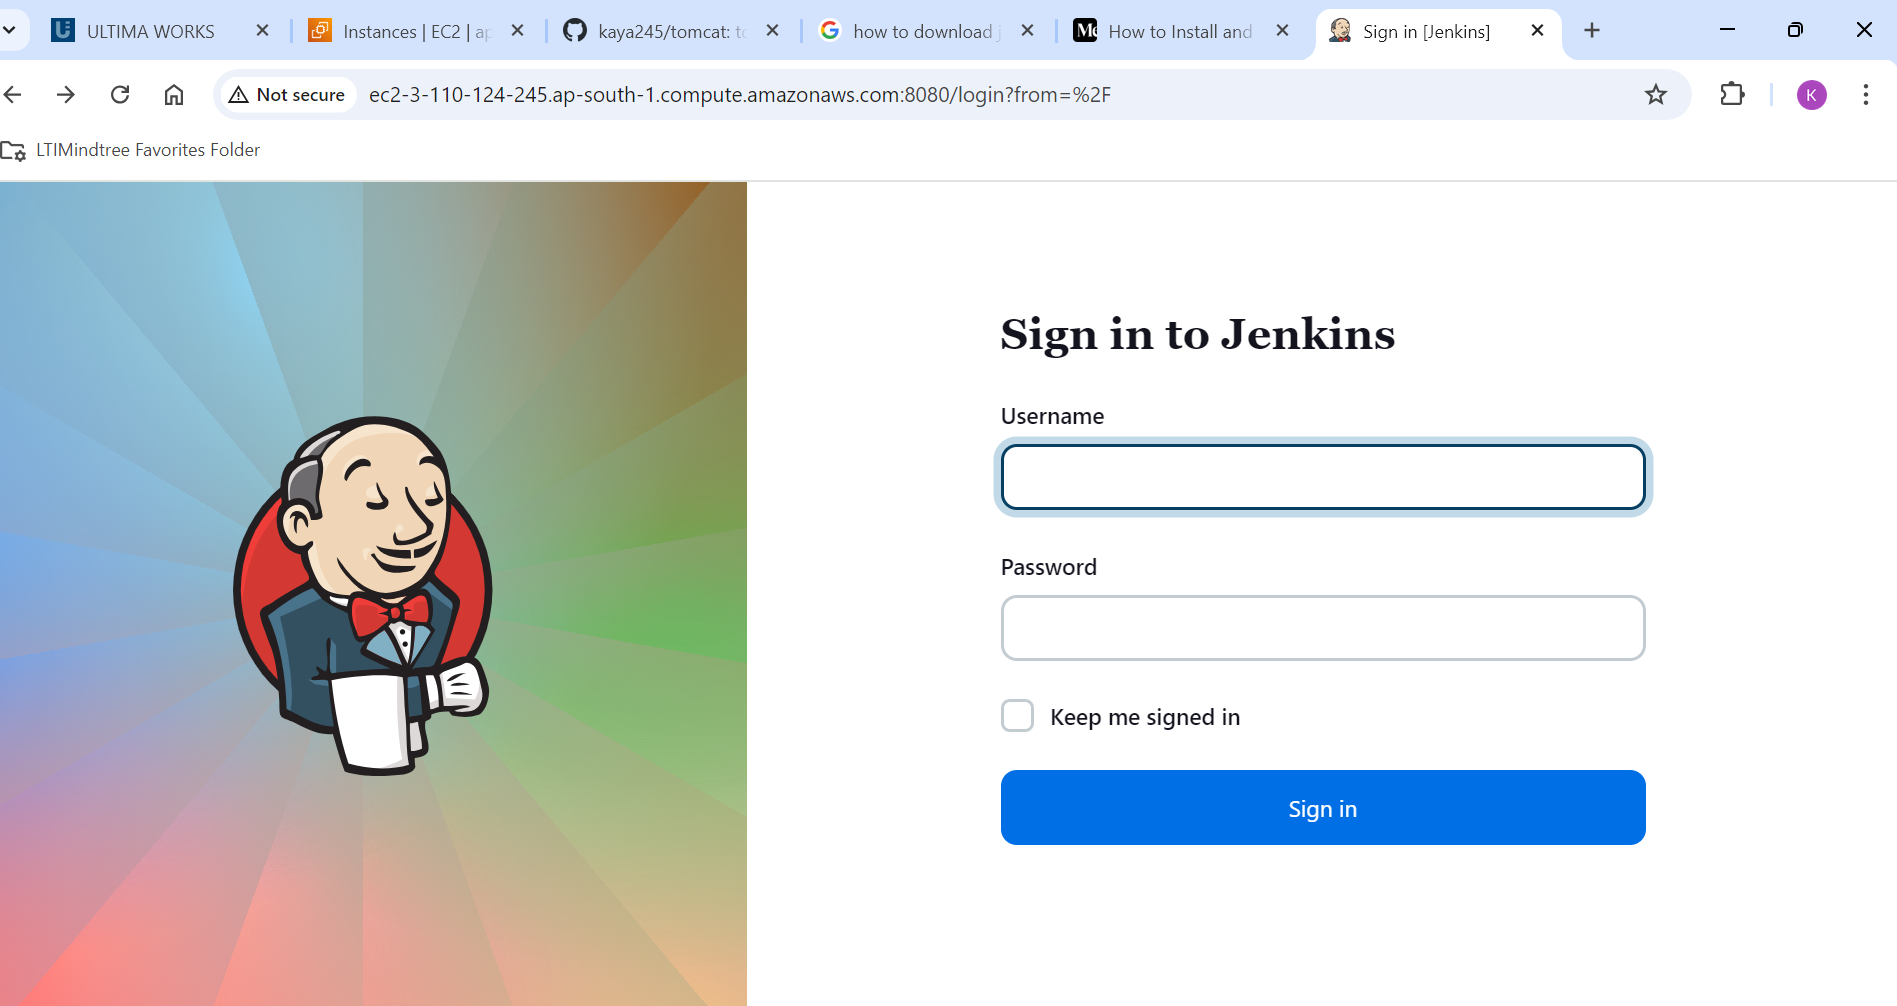 ULTIMA WORKS
Instances | EC2 | ap
kaya245/tomcat: to
how to download j
How to Install and
Sign in [Jenkins]
Not secure
ec2-3-110-124-245.ap-south-1.compute.amazonaws.com:8080/login?from=%2F
K
LTIMindtree Favorites Folder
Sign in to Jenkins
Username
Password
Keep me signed in
Sign in